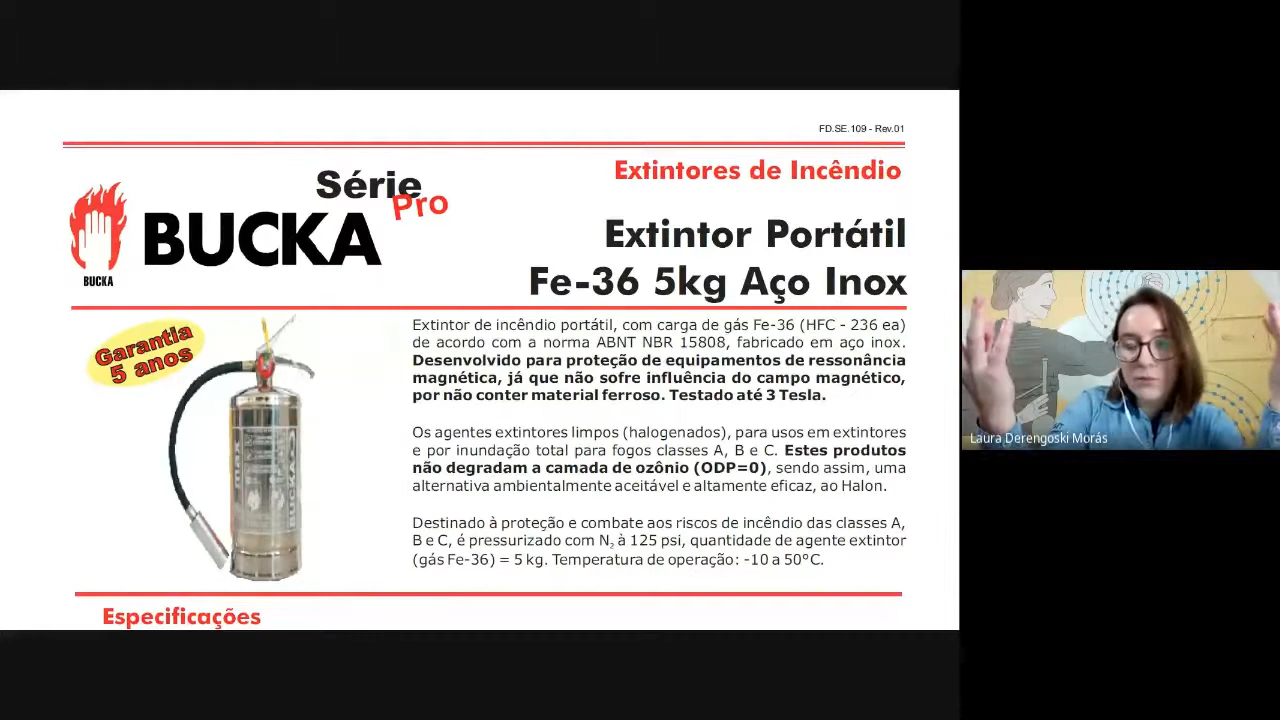 FD.SE.109 - Rev.01
Extintores de Incêndio
Série
Pro
BUCKA
BUCKA
Extintor Portátil
Fe-36 5kg Aço Inox
Garantia
5 anos
Extintor de incêndio portátil, com carga de gás Fe-36 (HFC - 236 ea)
de acordo com a norma ABNT NBR 15808, fabricado em aço inox.
Desenvolvido para proteção de equipamentos de ressonância
magnética, já que não sofre influência do campo magnético,
por não conter material ferroso. Testado até 3 Tesla.
Os agentes extintores limpos (halogenados), para usos em extintores
e por inundação total para fogos classes A, B e C. Estes produtos
não degradam a camada de ozônio (ODP=0), sendo assim, uma
alternativa ambientalmente aceitável e altamente eficaz, ao Halon.
Destinado à proteção e combate aos riscos de incêndio das classes A,
B e C, é pressurizado com N2 à 125 psi, quantidade de agente extintor
(gás Fe-36) = 5 kg. Temperatura de operação: -10 a 50°C.
Especificações
BUCKA
Laura Derengoski Morás